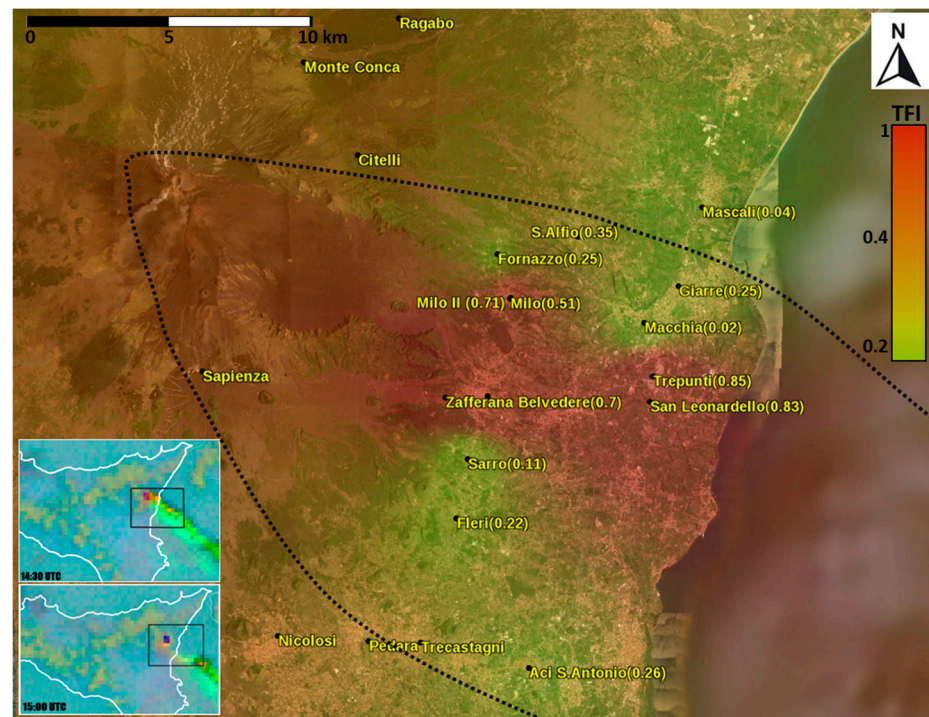 Ragabo
0 5 10 km
N
Monte Conca
TFI
1
Citelli
Mascali(0.04)
S.Alfio(0.35)
0.4
Fornazzo(0.25)
Giarre(0.25)
Milo II (0.71) Milo(0.51)
Macchia(0.02)
0.2
Sapienza
Trepunti(0.85)
Zafferana Belvedere(0.7)
San Leonardello(0.83)
Sarro(0.11)
Fleri(0.22)
14:30 UTC
Nicolosi
Pedara Trecastagni
Aci S.Antonio(0.26)
15:00 UTC